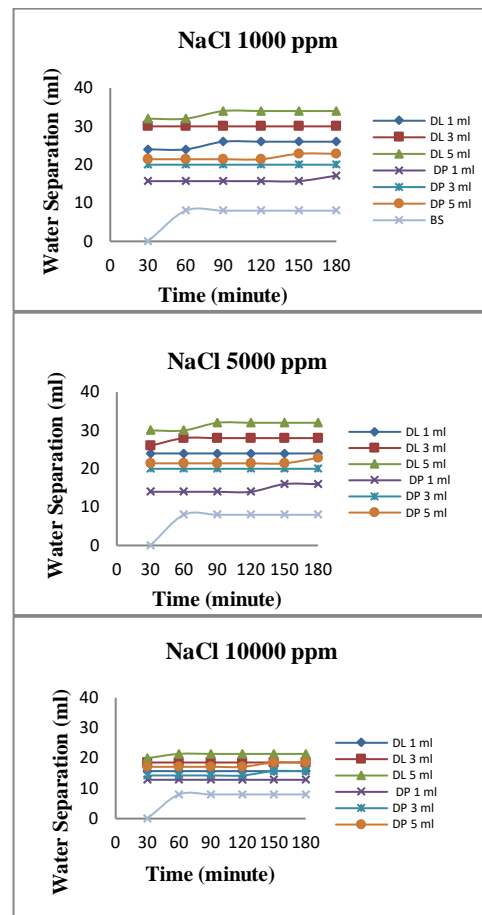 NaCl 1000 ppm
Water Separation (ml)
40
30
20
10
0
0 30 60 90 120 150 180
Time (minute)
DL 1 ml
DL 3 ml
DL 5 ml
DP 1 ml
DP 3 ml
DP 5 ml
BS
NaCl 5000 ppm
Water Separation (ml)
40
30
20
10
0
0 30 60 90 120 150 180
Time (minute)
DL 1 ml
DL 3 ml
DL 5 ml
DP 1 ml
DP 3 ml
DP 5 ml
NaCl 10000 ppm
Water Separation (ml)
40
30
20
10
0
0 30 60 90 120 150 180
Time (minute)
DL 1 ml
DL 3 ml
DL 5 ml
DP 1 ml
DP 3 ml
DP 5 ml